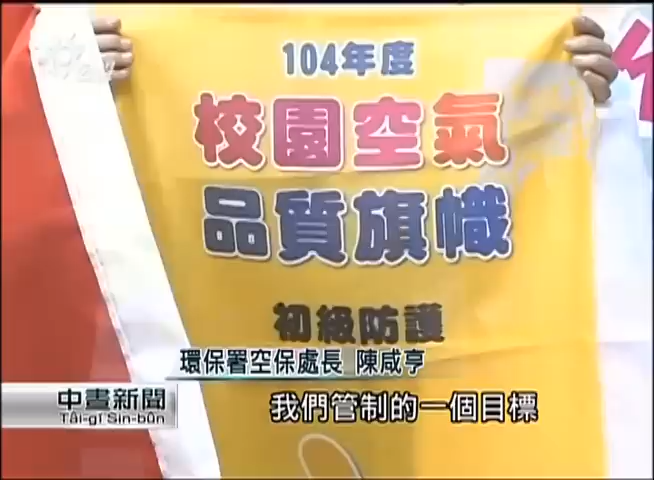 104年度
校園空氣
品質旗幟
初級防護
環保署空保處長 陳咸亨
中晝新聞
Tâi-gí Sin-bûn
我們管制的一個目標